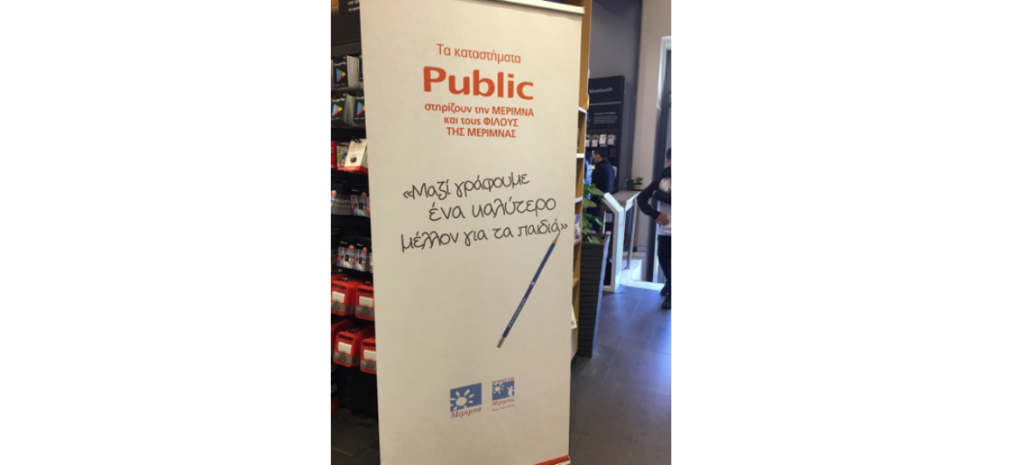 Τα καταστήματα
Public
στηρίζουν την ΜΕΡΙΜΝΑ
και τους ΦΙΛΟΥΣ
ΤΗΣ ΜΕΡΙΜΝΑΣ
«Μαζί γράφουμε
ένα καλύτερο
μέλλον για τα παιδιά»
Μέριμνα
bluetooth